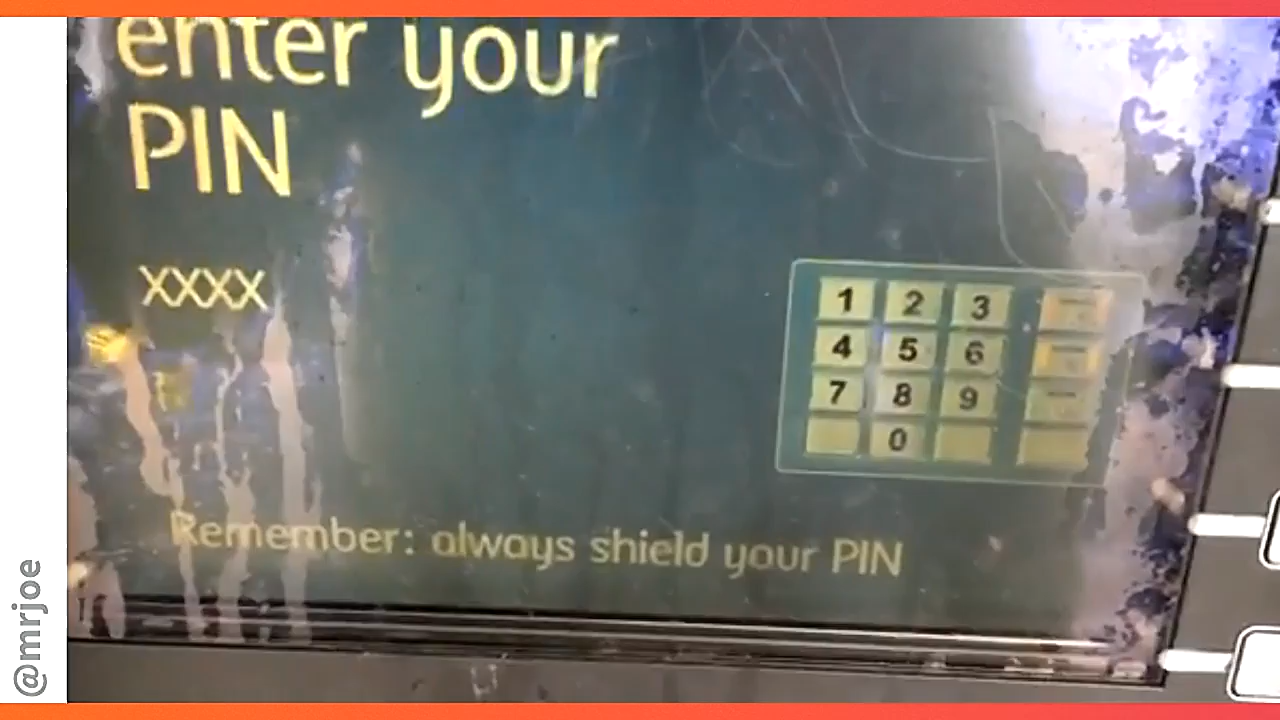 enter your
PIN
XXXX
1 2 3
4 5 6
7 8 9
0
Remember: always shield your PIN
@mrjoe